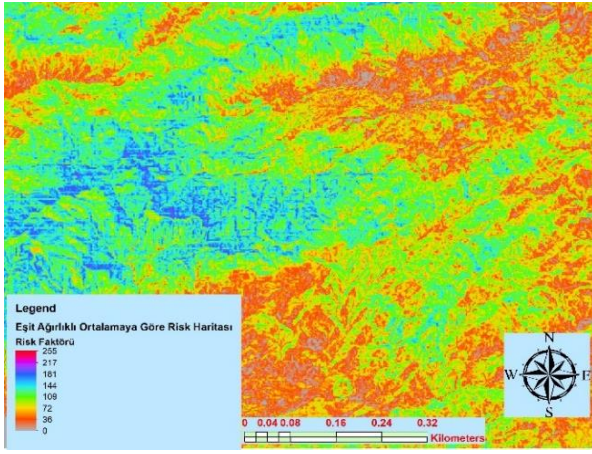 Legend
Eşit Ağırlıklı Ortalamaya Göre Risk Haritası
Risk Faktörü
255
217
181
144
109
72
36
0
N
W E
S
0 0.04 0.08 0.16 0.24 0.32
Kilometers